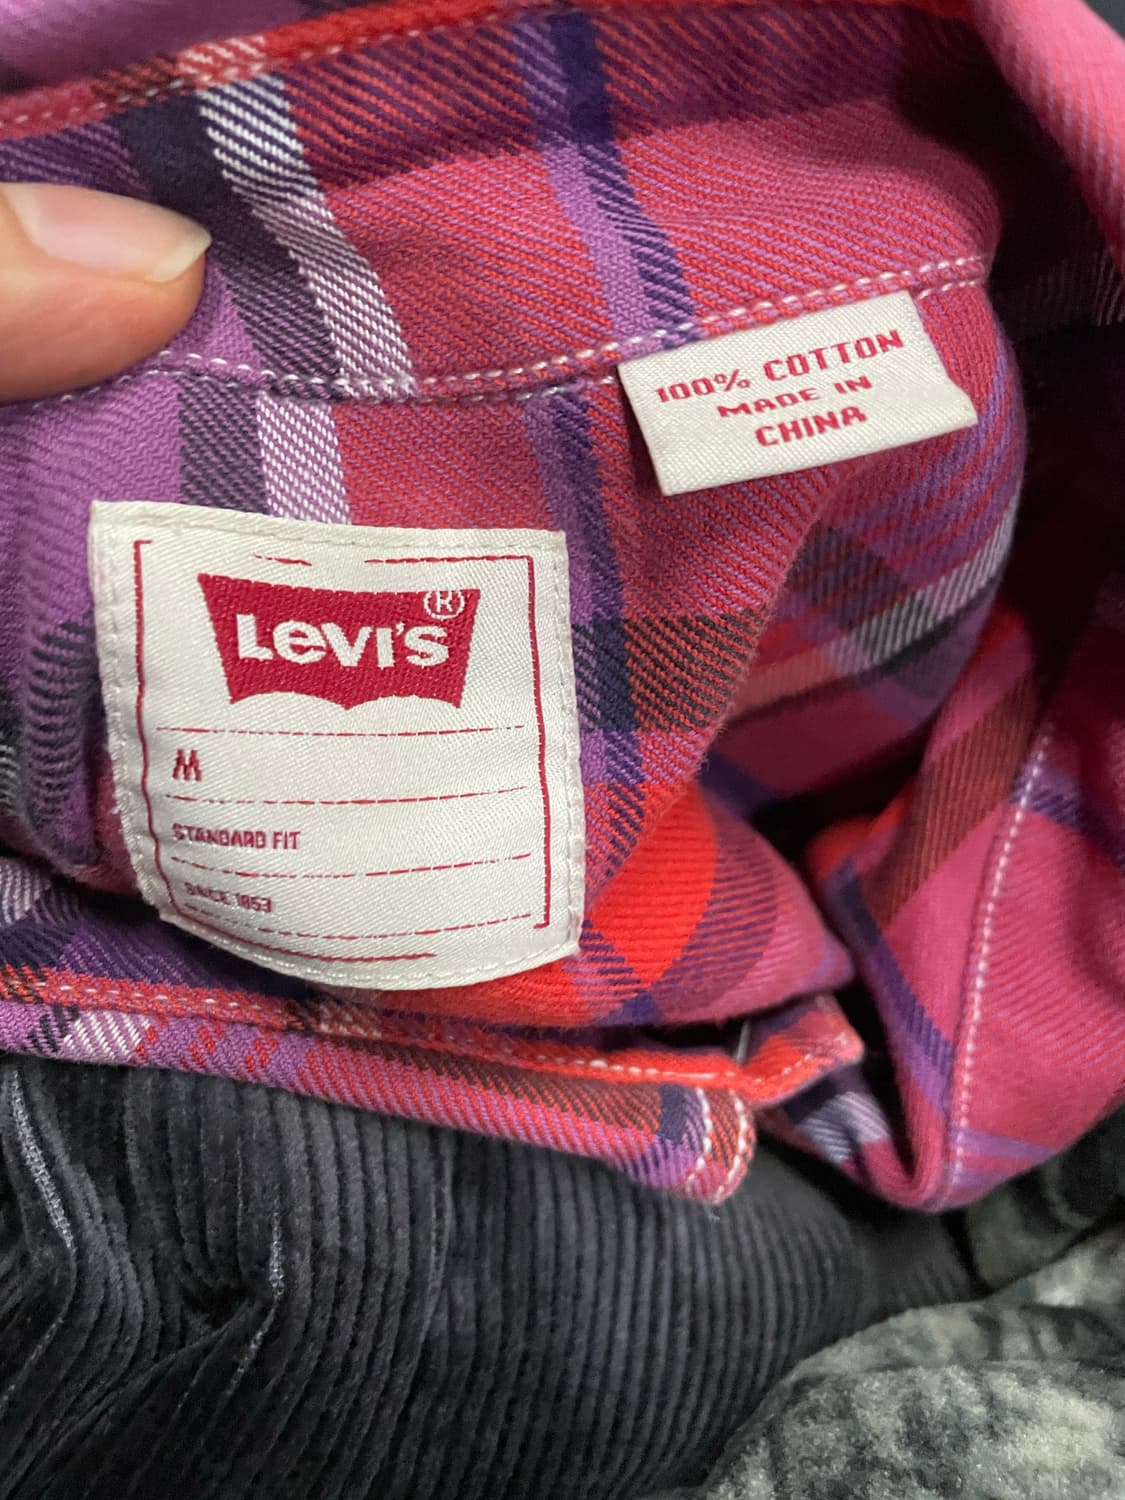 100% COTTON
MADE IN
CHINA
Levi's®
M
STANDARD FIT
SINCE 1853